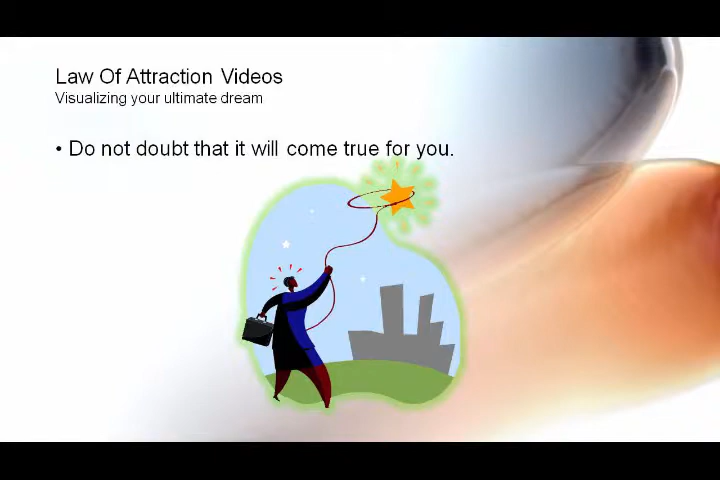 Law Of Attraction Videos
Visualizing your ultimate dream
• Do not doubt that it will come true for you.